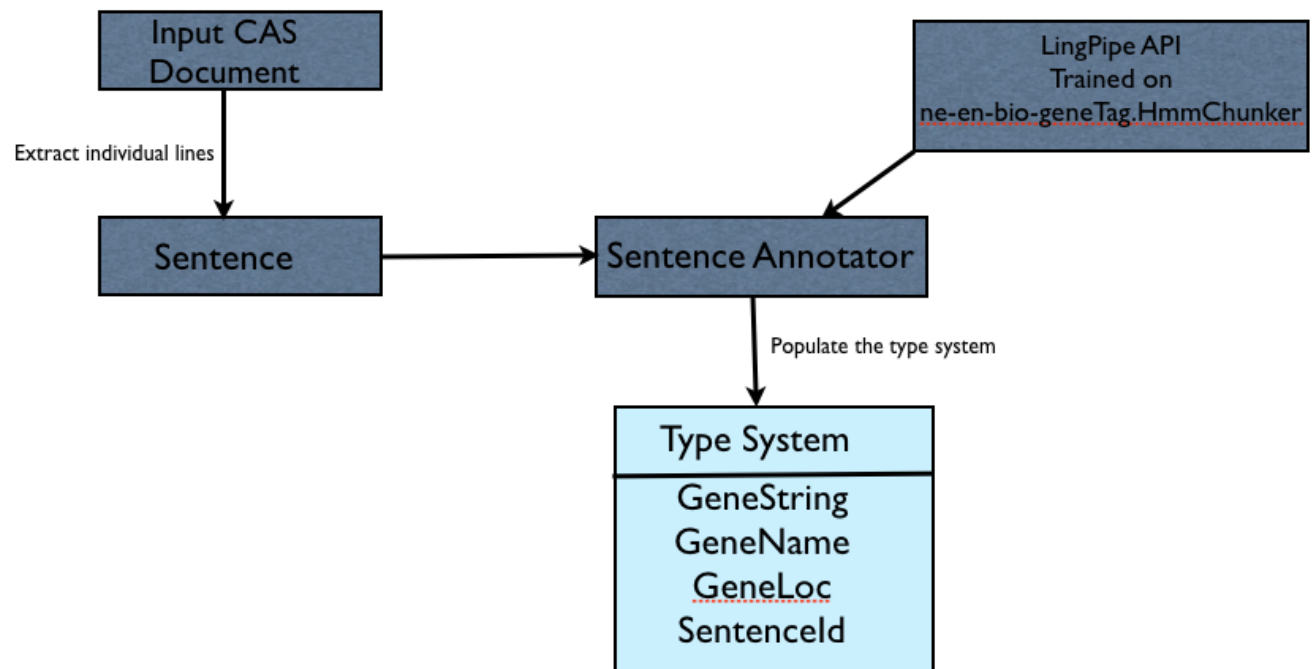 Input CAS
Document
LingPipe API
Trained on
ne-en-bio-geneTag.HmmChunker
Extract individual lines
Sentence
Sentence Annotator
Populate the type system
Type System
GeneString
GeneName
GeneLoc
SentenceId